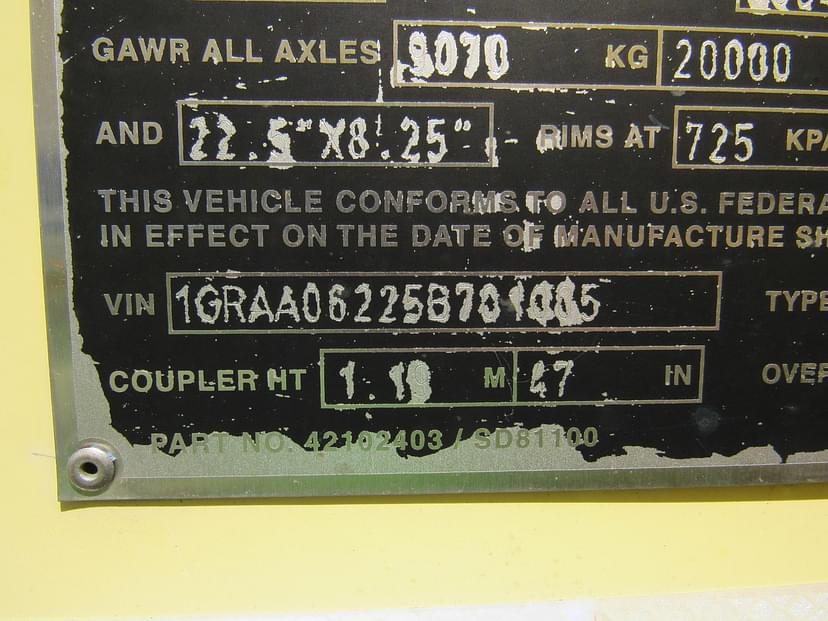 GAWR ALL AXLES 9070 KG 20000
AND 22.5"X8.25" RIMS AT 725 KPA
THIS VEHICLE CONFORMS TO ALL U.S. FEDERA
IN EFFECT ON THE DATE OF MANUFACTURE SH
VIN TYPE
COUPLER HT 1.19 M 47 IN OVER
PART NO. 42102403 / SD81100